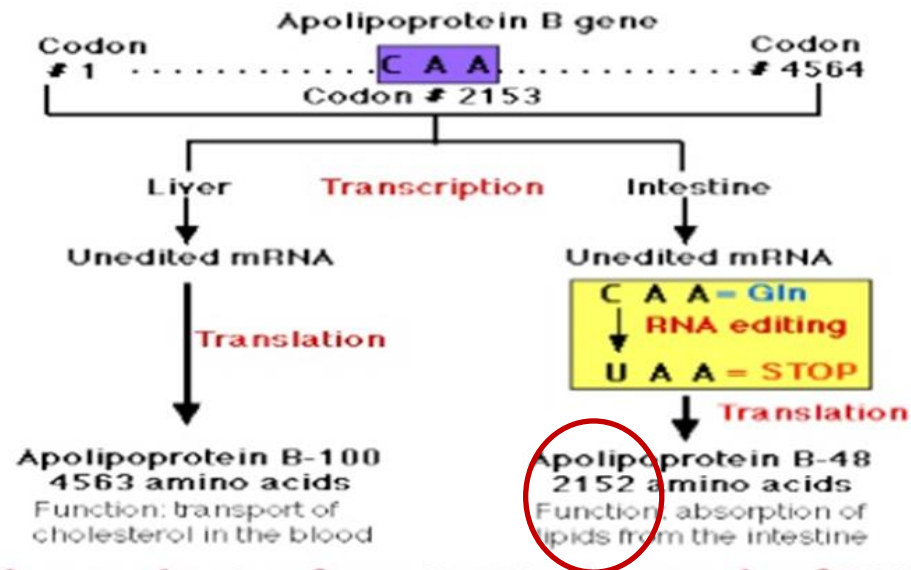 Apolipoprotein B gene
Codon # 1
C A A
Codon # 4564
Codon # 2153
Liver
Transcription
Intestine
Unedited mRNA
Unedited mRNA
C A A = Gln
RNA editing
U A A = STOP
Translation
Translation
Apolipoprotein B-100
4563 amino acids
Function: transport of
cholesterol in the blood
Apolipoprotein B-48
2152 amino acids
Function: absorption of
lipids from the intestine